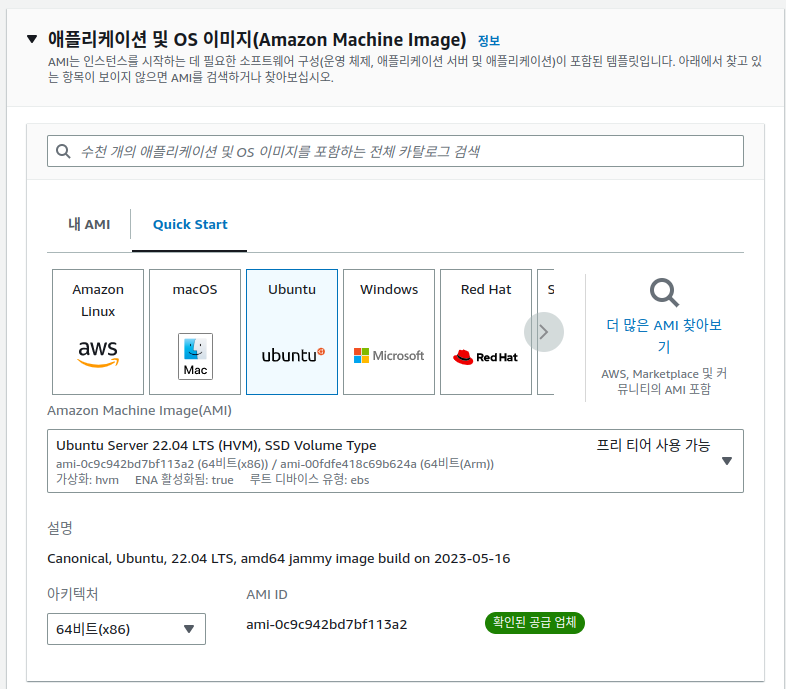 애플리케이션 및 OS 이미지(Amazon Machine Image) 정보
AMI는 인스턴스를 시작하는 데 필요한 소프트웨어 구성(운영 체제, 애플리케이션 서버 및 애플리케이션)이 포함된 템플릿입니다. 아래에서 찾고 있
는 항목이 보이지 않으면 AMI를 검색하거나 찾아보십시오.
수천 개의 애플리케이션 및 OS 이미지를 포함하는 전체 카탈로그 검색
내 AMI
Quick Start
Amazon
Linux
aws
macOS
Mac
Ubuntu
ubuntu
Windows
Microsoft
Red Hat
Red Hat
S
더 많은 AMI 찾아보
기
AWS, Marketplace 및 커
뮤니티의 AMI 포함
Amazon Machine Image(AMI)
Ubuntu Server 22.04 LTS (HVM), SSD Volume Type 프리 티어 사용 가능
ami-0c9c942bd7bf113a2 (64비트(x86)) / ami-00fdfe418c69b624a (64비트(Arm))
가상화: hvm ENA 활성화됨: true 루트 디바이스 유형: ebs
설명
Canonical, Ubuntu, 22.04 LTS, amd64 jammy image build on 2023-05-16
아키텍처 AMI ID
64비트(x86) ami-0c9c942bd7bf113a2 확인된 공급 업체